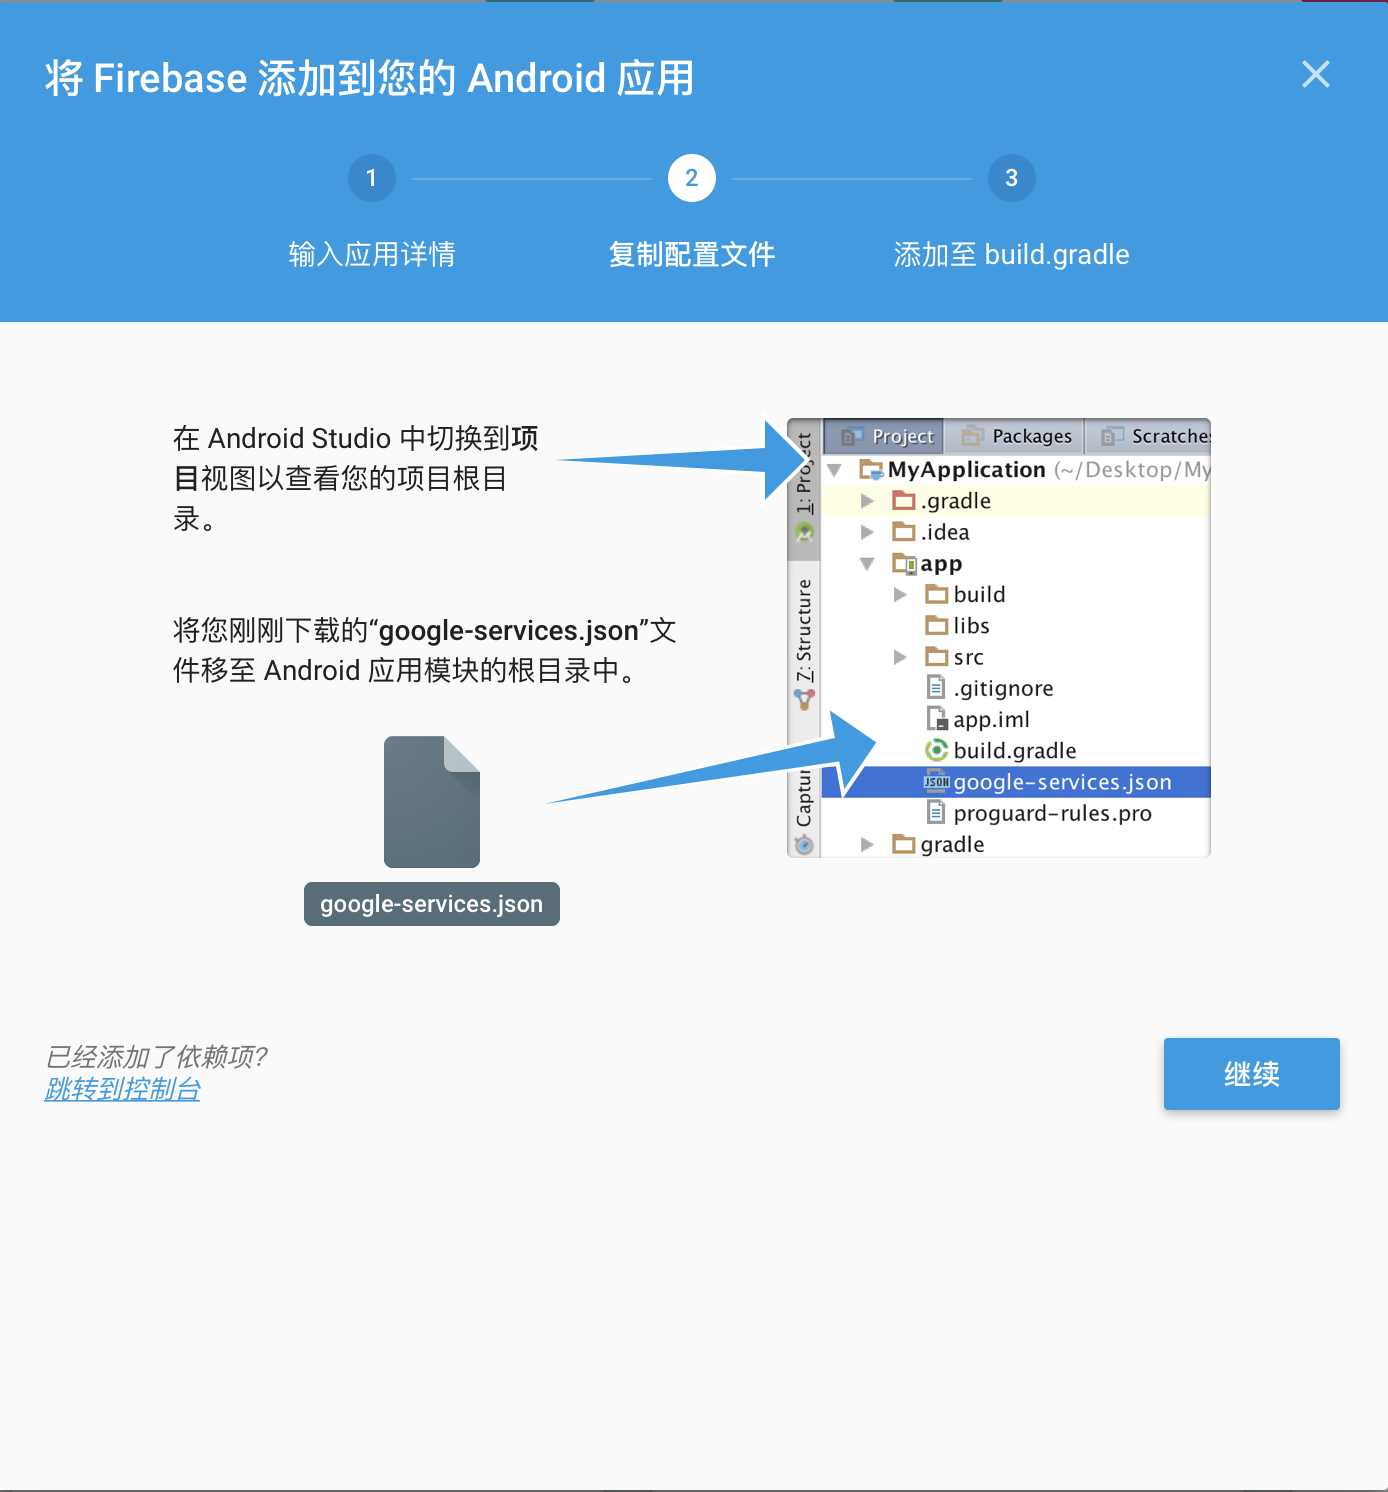 将 Firebase 添加到您的 Android 应用
1
2
3
输入应用详情
复制配置文件
添加至 build.gradle
在 Android Studio 中切换到项
目视图以查看您的项目根目
录。
将您刚刚下载的“google-services.json”文
件移至 Android 应用模块的根目录中。
google-services.json
1: Project
Z: Structure
Captur
Project
Packages
Scratches
MyApplication (~/Desktop/My
.gradle
.idea
app
build
libs
src
.gitignore
app.iml
build.gradle
JSON google-services.json
proguard-rules.pro
gradle
已经添加了依赖项?
跳转到控制台
继续